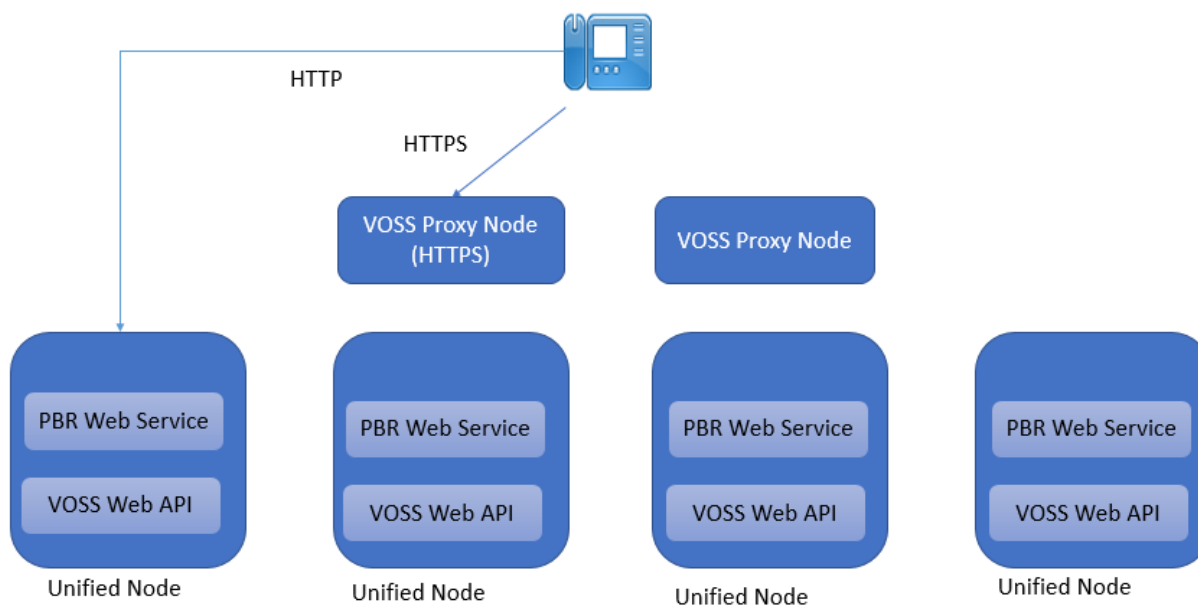 HTTP
HTTPS
VOSS Proxy Node
(HTTPS)
VOSS Proxy Node
PBR Web Service
VOSS Web API
Unified Node
PBR Web Service
VOSS Web API
Unified Node
PBR Web Service
VOSS Web API
Unified Node
PBR Web Service
VOSS Web API
Unified Node